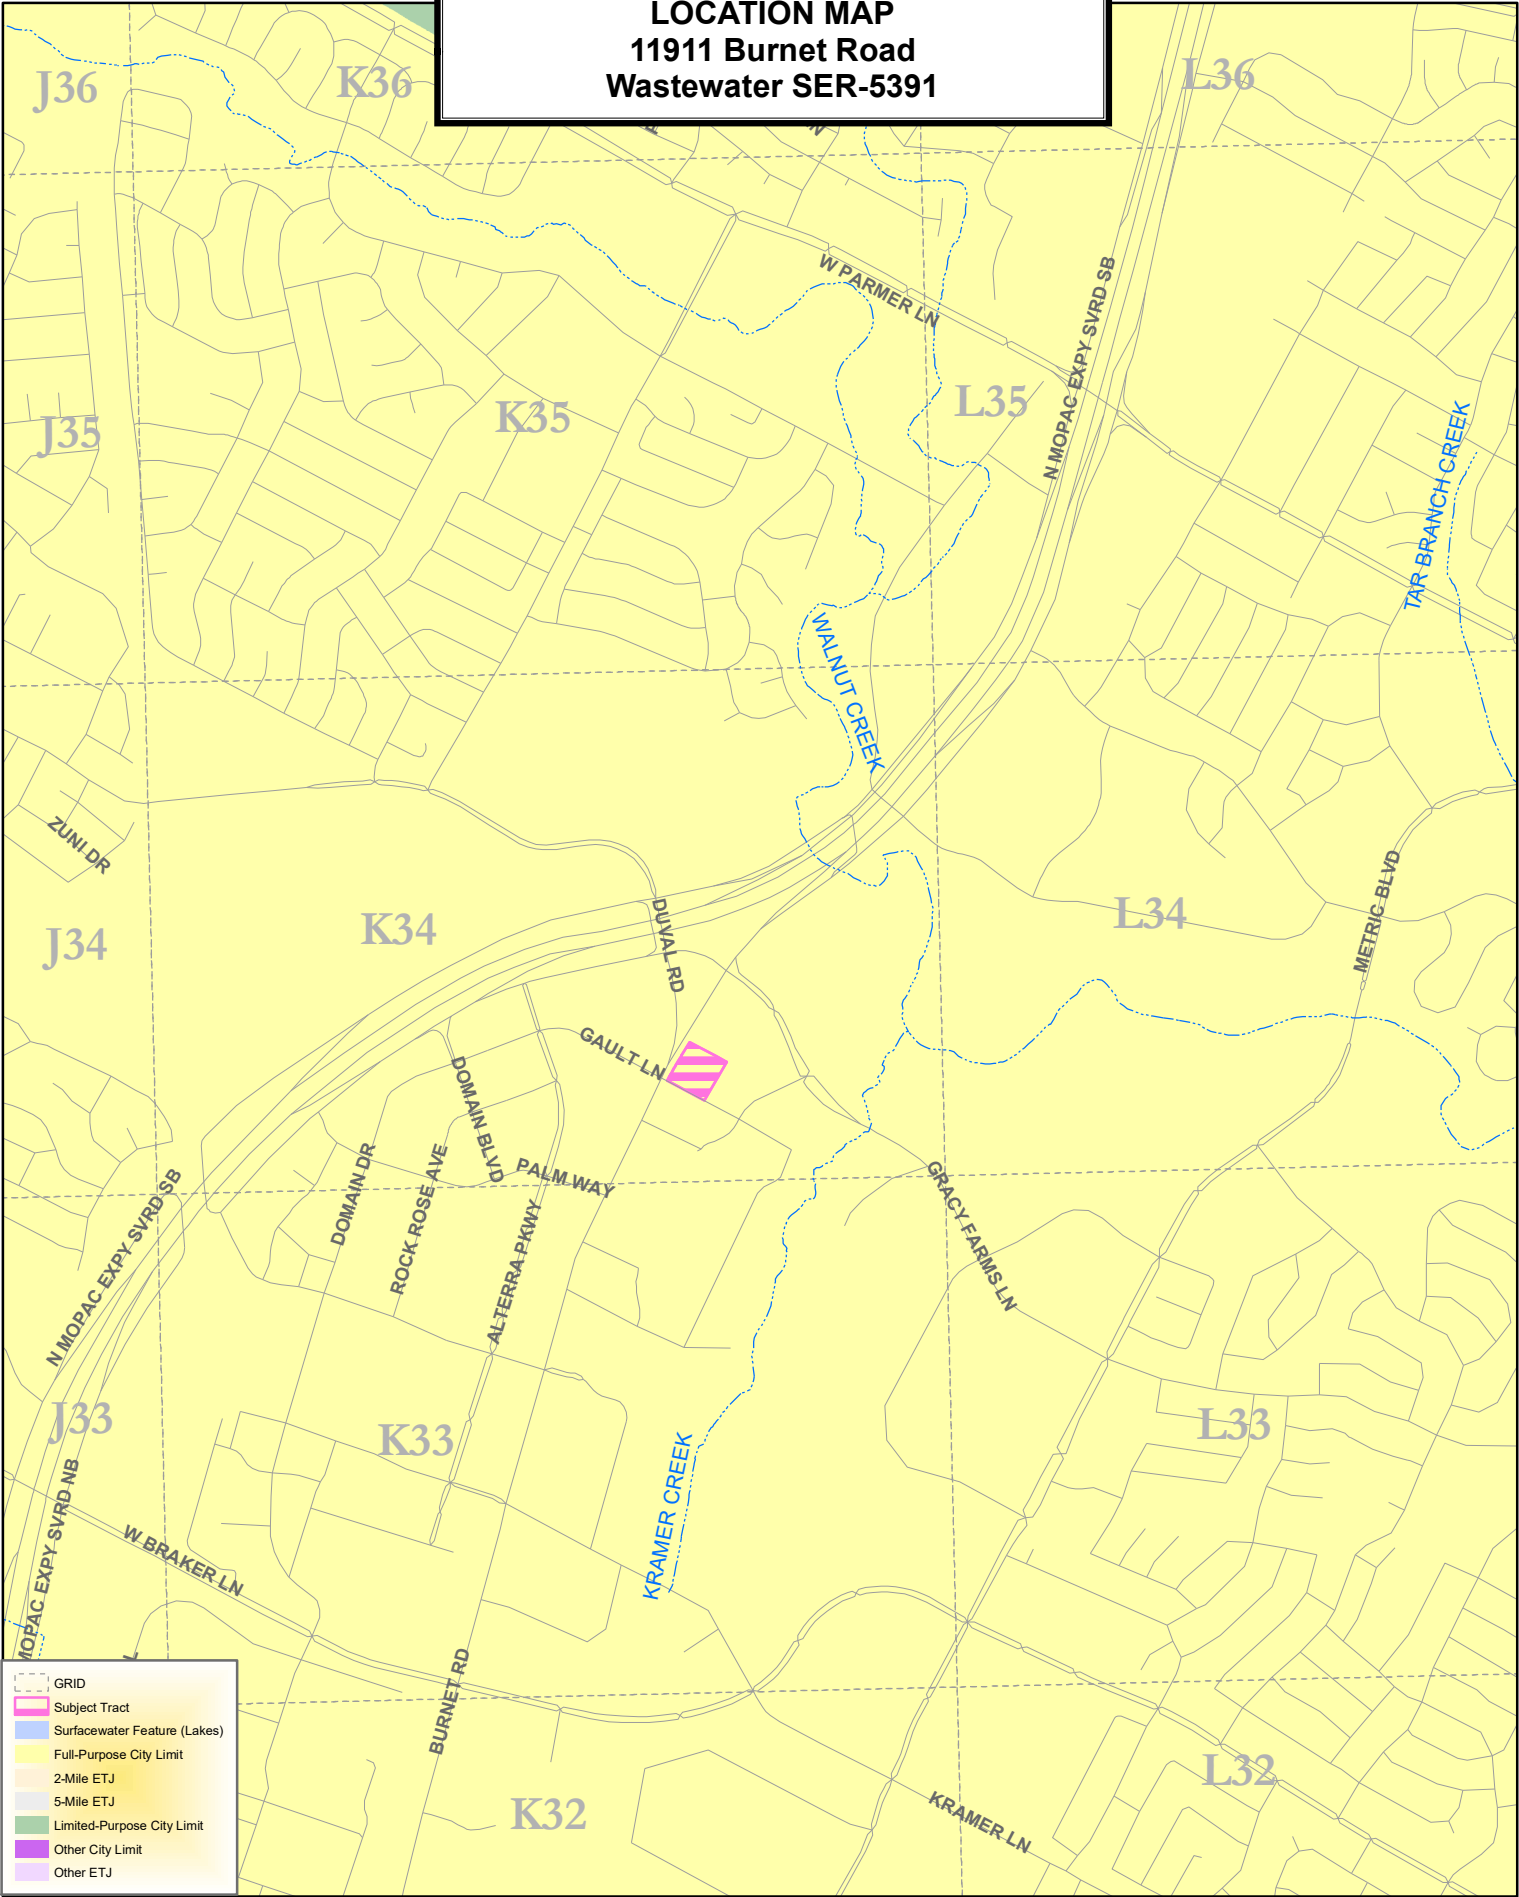 LOCATION MAP
11911 Burnet Road
Wastewater SER-5391
J36
K36
L36
N
W PARMER LN
N MOPAC EXPY SVRD SB
J35
K35
L35
TAR BRANCH CREEK
WALNUT CREEK
ZUNI DR
METRIC BLVD
J34
K34
L34
DUVAL RD
GAULT LN
DOMAIN BLVD
DOMAIN DR
ROCK ROSE AVE
PALM WAY
ALTERRA PKWY
GRACY FARMS LN
N MOPAC EXPY SVRD SB
J33
K33
L33
KRAMER CREEK
MOPAC EXPY SVRD NB
W BRAKER LN
L
BURNET RD
K32
L32
KRAMER LN
GRID
Subject Tract
Surfacewater Feature (Lakes)
Full-Purpose City Limit
2-Mile ETJ
5-Mile ETJ
Limited-Purpose City Limit
Other City Limit
Other ETJ